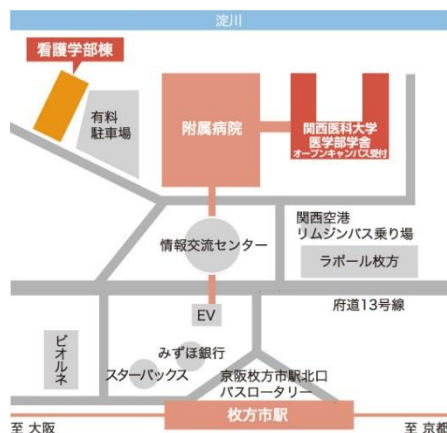 淀川
看護学部棟
有料
駐車場
附属病院
関西医科大学
医学部学舎
オープンキャンパス受付
情報交流センター
関西空港
リムジンバス乗り場
ラポール枚方
府道13号線
EV
ビオルネ
みずほ銀行
スターバックス
京阪枚方市駅北口
バスロータリー
枚方市駅
至 大阪
至 京都